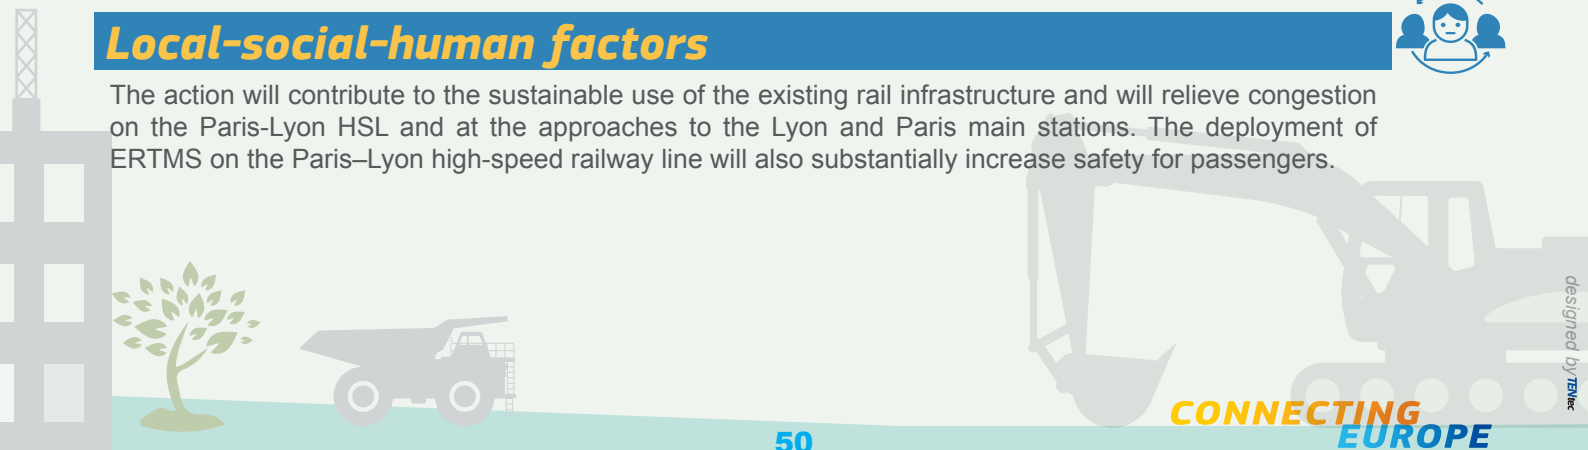 Local-social-human factors
The action will contribute to the sustainable use of the existing rail infrastructure and will relieve congestion
on the Paris-Lyon HSL and at the approaches to the Lyon and Paris main stations. The deployment of
ERTMS on the Paris–Lyon high-speed railway line will also substantially increase safety for passengers.
designed by TENtec
CONNECTING
EUROPE
50